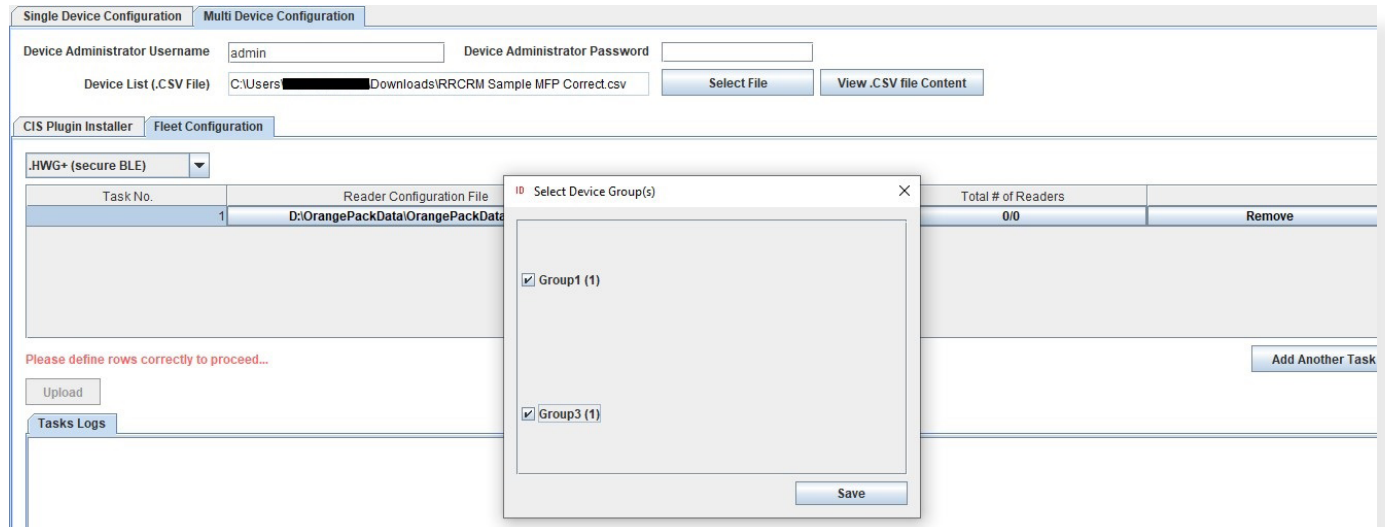 Single Device Configuration Multi Device Configuration
Device Administrator Username admin Device Administrator Password
Device List (.CSV File) C:\Users\ \Downloads\RRCRM Sample MFP Correct.csv Select File View .CSV file Content
CIS Plugin Installer Fleet Configuration
.HWG+ (secure BLE)
ID Select Device Group(s)
Task No. Reader Configuration File Total # of Readers
1 D:\OrangePackData\OrangePackData 0/0 Remove
Group1 (1)
Please define rows correctly to proceed... Add Another Task
Upload
Group3 (1)
Tasks Logs
Save